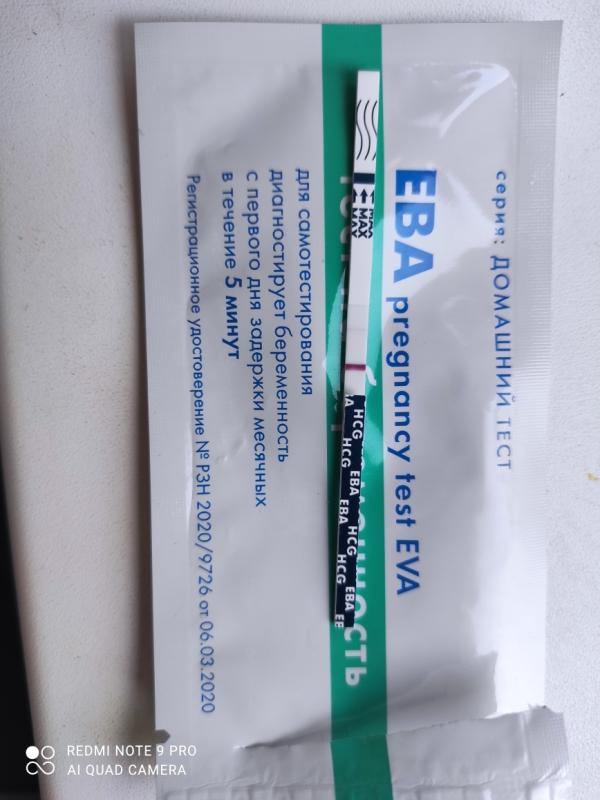 серия: ДОМАШНИЙ ТЕСТ
ЕВА pregnancy test EVA
для самотестирования
диагностирует беременность
с первого дня задержки месячных
в течение 5 минут
Регистрационное удостоверение № РЗН 2020/9726 от 06.03.2020
MAX
MAX
MAX
HCG ЕВА HCG ЕВА
HCG ЕВА HCG
REDMI NOTE 9 PRO
AI QUAD CAMERA